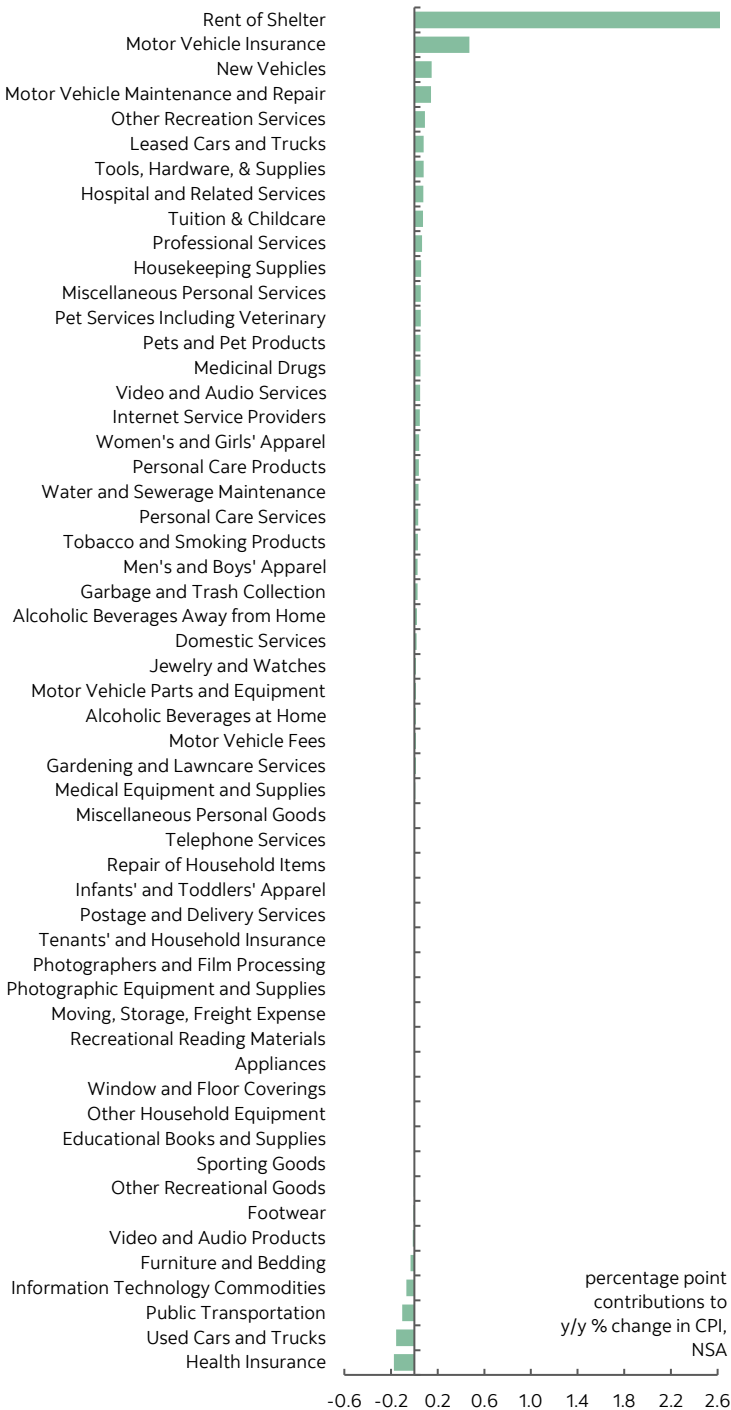 Rent of Shelter
Motor Vehicle Insurance
New Vehicles
Motor Vehicle Maintenance and Repair
Other Recreation Services
Leased Cars and Trucks
Tools, Hardware, & Supplies
Hospital and Related Services
Tuition & Childcare
Professional Services
Housekeeping Supplies
Miscellaneous Personal Services
Pet Services Including Veterinary
Pets and Pet Products
Medicinal Drugs
Video and Audio Services
Internet Service Providers
Women's and Girls' Apparel
Personal Care Products
Water and Sewerage Maintenance
Personal Care Services
Tobacco and Smoking Products
Men's and Boys' Apparel
Garbage and Trash Collection
Alcoholic Beverages Away from Home
Domestic Services
Jewelry and Watches
Motor Vehicle Parts and Equipment
Alcoholic Beverages at Home
Motor Vehicle Fees
Gardening and Lawncare Services
Medical Equipment and Supplies
Miscellaneous Personal Goods
Telephone Services
Repair of Household Items
Infants' and Toddlers' Apparel
Postage and Delivery Services
Tenants' and Household Insurance
Photographers and Film Processing
Photographic Equipment and Supplies
Moving, Storage, Freight Expense
Recreational Reading Materials
Appliances
Window and Floor Coverings
Other Household Equipment
Educational Books and Supplies
Sporting Goods
Other Recreational Goods
Footwear
Video and Audio Products
Furniture and Bedding
Information Technology Commodities
Public Transportation
Used Cars and Trucks
Health Insurance
percentage point
contributions to
y/y % change in CPI,
NSA
-0.6 -0.2 0.2 0.6 1.0 1.4 1.8 2.2 2.6